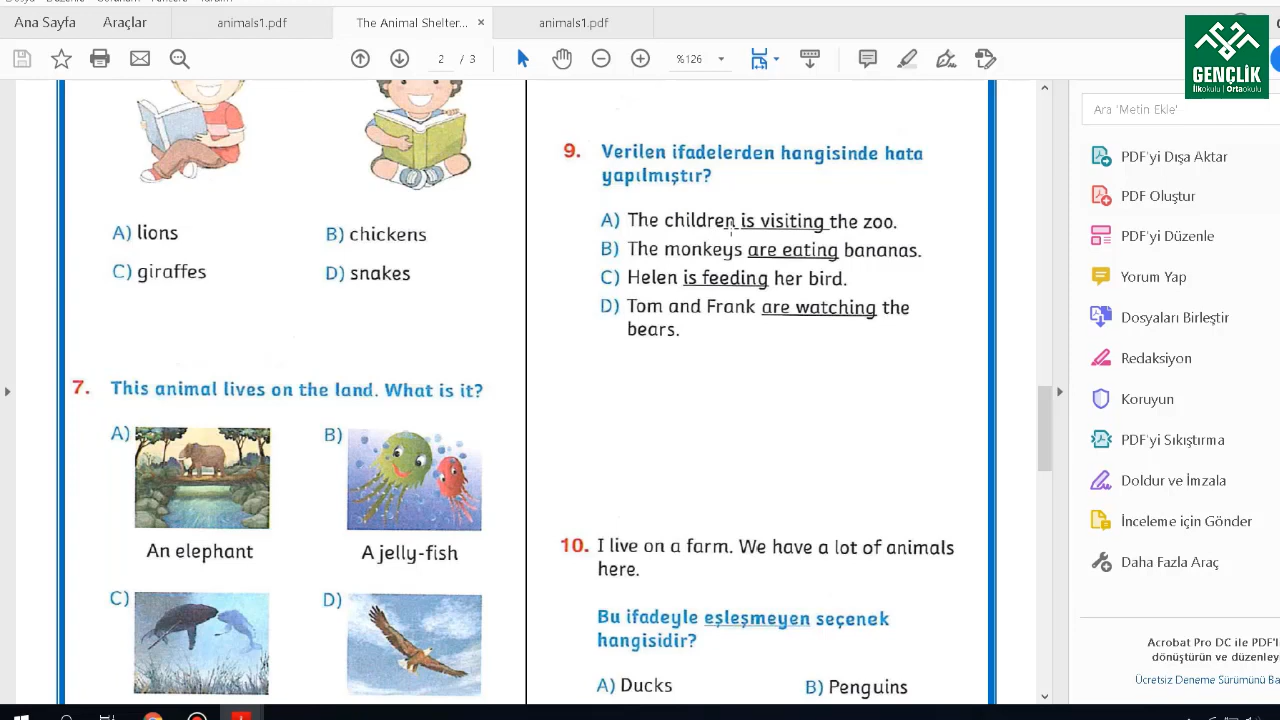 Ana Sayfa
Araçlar
animals1.pdf
The Animal Shelter...
animals1.pdf
2 / 3
%126
GENÇLİK
İlkokulu | Ortaokulu
A) lions
B) chickens
C) giraffes
D) snakes
7. This animal lives on the land. What is it?
A)
B)
An elephant
A jelly-fish
C)
D)
9. Verilen ifadelerden hangisinde hata
yapılmıştır?
A) The children is visiting the zoo.
B) The monkeys are eating bananas.
C) Helen is feeding her bird.
D) Tom and Frank are watching the
bears.
10. I live on a farm. We have a lot of animals
here.
Bu ifadeyle eşleşmeyen seçenek
hangisidir?
A) Ducks
B) Penguins
Ara 'Metin Ekle'
PDF'yi Dışa Aktar
PDF Oluştur
PDF'yi Düzenle
Yorum Yap
Dosyaları Birleştir
Redaksiyon
Koruyun
PDF'yi Sıkıştırma
Doldur ve İmzala
İnceleme için Gönder
Daha Fazla Araç
Acrobat Pro DC ile PDF'l
dönüştürün ve düzenley
Ücretsiz Deneme Sürümünü Ba